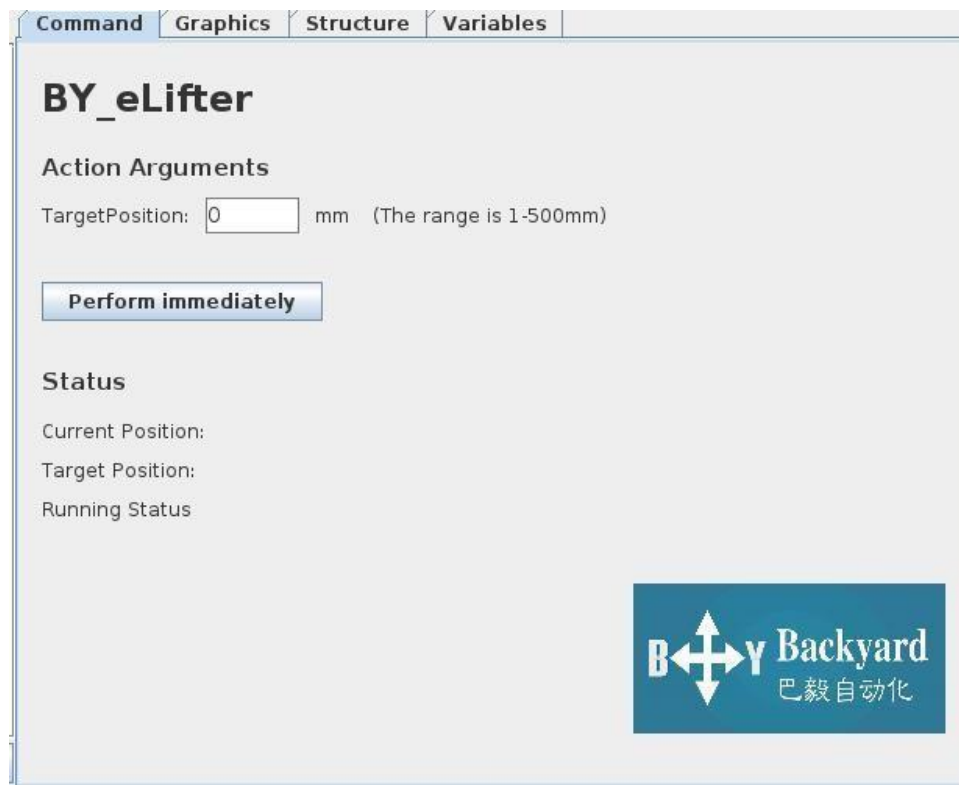 Command Graphics Structure Variables
BY_eLifter
Action Arguments
TargetPosition: 0 mm (The range is 1-500mm)
Perform immediately
Status
Current Position:
Target Position:
Running Status
B Y Backyard
巴毅自动化